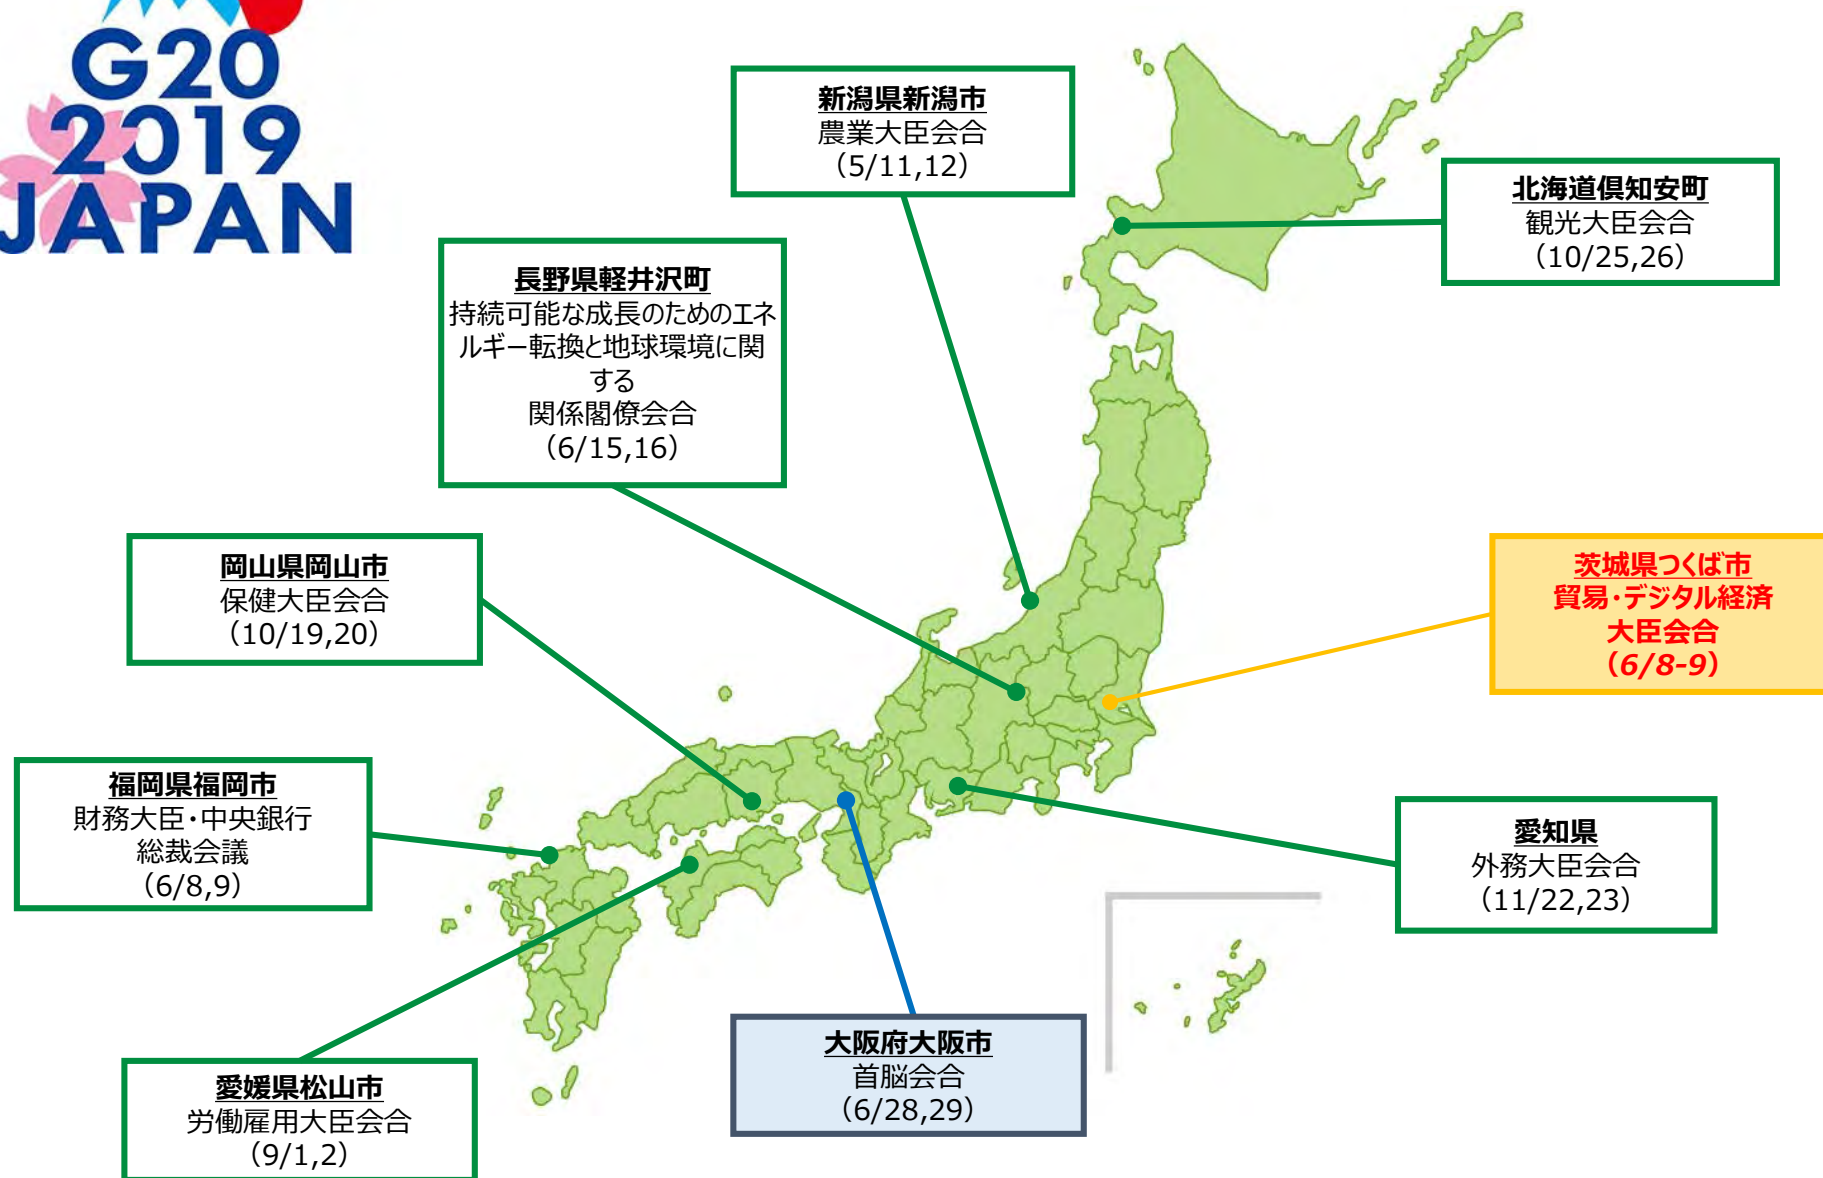 G20
2019
JAPAN
新潟県新潟市
農業大臣会合
（5/11,12）
北海道倶知安町
観光大臣会合
（10/25,26）
長野県軽井沢町
持続可能な成長のためのエネ
ルギー転換と地球環境に関
する
関係閣僚会合
（6/15,16）
岡山県岡山市
保健大臣会合
（10/19,20）
茨城県つくば市
貿易・デジタル経済
大臣会合
（6/8-9）
福岡県福岡市
財務大臣・中央銀行
総裁会議
（6/8,9）
愛知県
外務大臣会合
（11/22,23）
大阪府大阪市
首脳会合
（6/28,29）
愛媛県松山市
労働雇用大臣会合
（9/1,2）